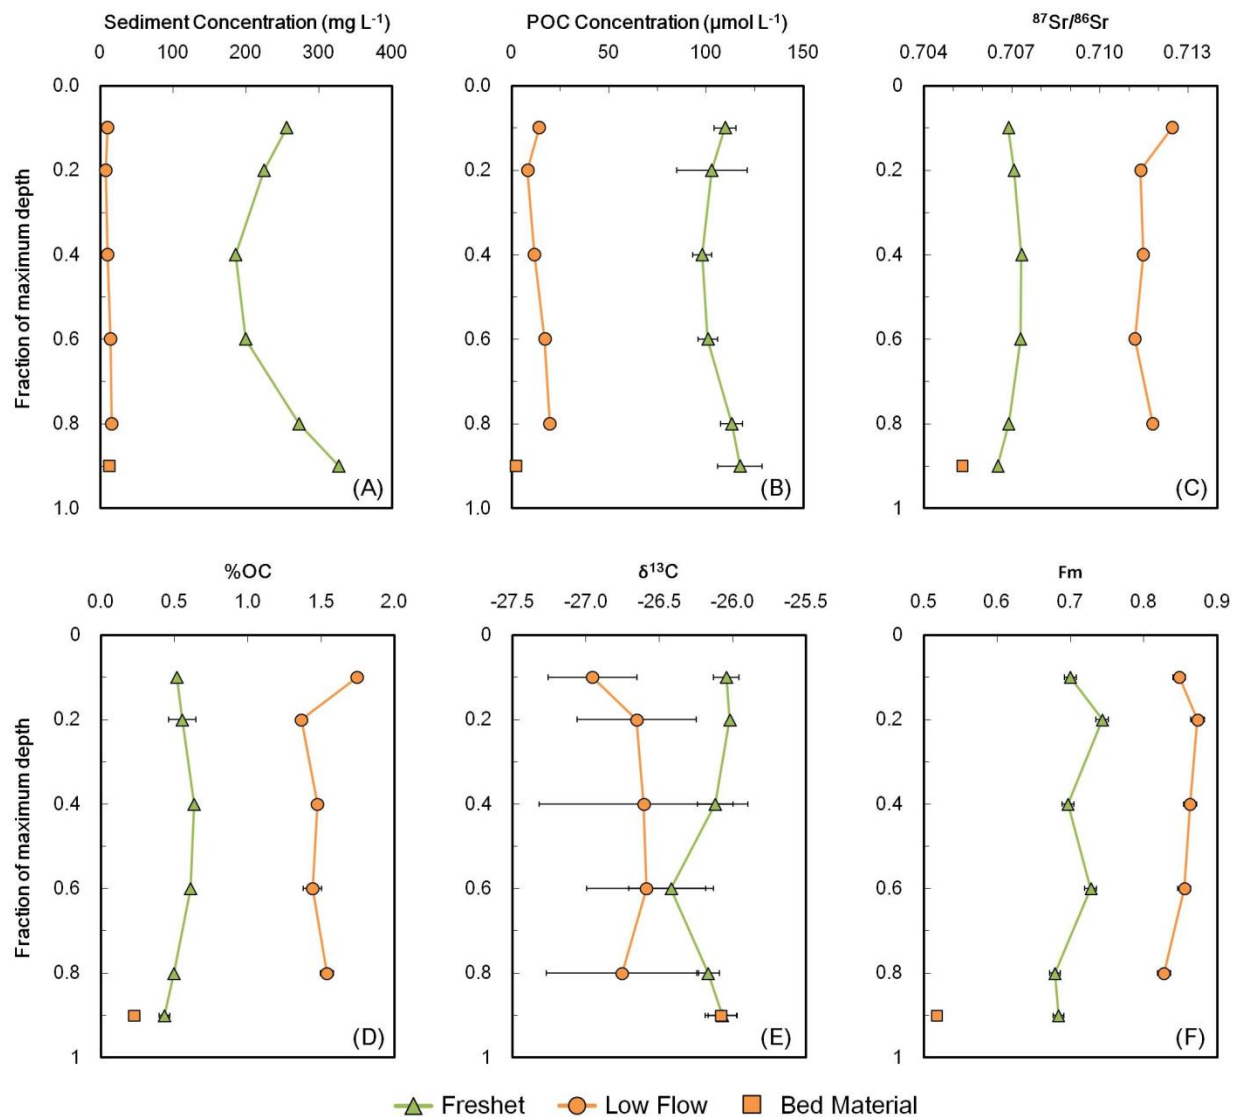 Sediment Concentration (mg L⁻¹) POC Concentration (µmol L⁻¹) ⁸⁷Sr/⁸⁶Sr
0 100 200 300 400 0 50 100 150 0.704 0.707 0.710 0.713
0.0 0.0 0
0.2 0.2 0.2
0.4 0.4 0.4
0.6 0.6 0.6
0.8 0.8 0.8
1.0 1.0 1
Fraction of maximum depth
(A) (B) (C)
%OC δ¹³C Fm
0.0 0.5 1.0 1.5 2.0 -27.5 -27.0 -26.5 -26.0 -25.5 0.5 0.6 0.7 0.8 0.9
0 0 0
0.2 0.2 0.2
0.4 0.4 0.4
0.6 0.6 0.6
0.8 0.8 0.8
1 1 1
Fraction of maximum depth
(D) (E) (F)
Freshet Low Flow Bed Material